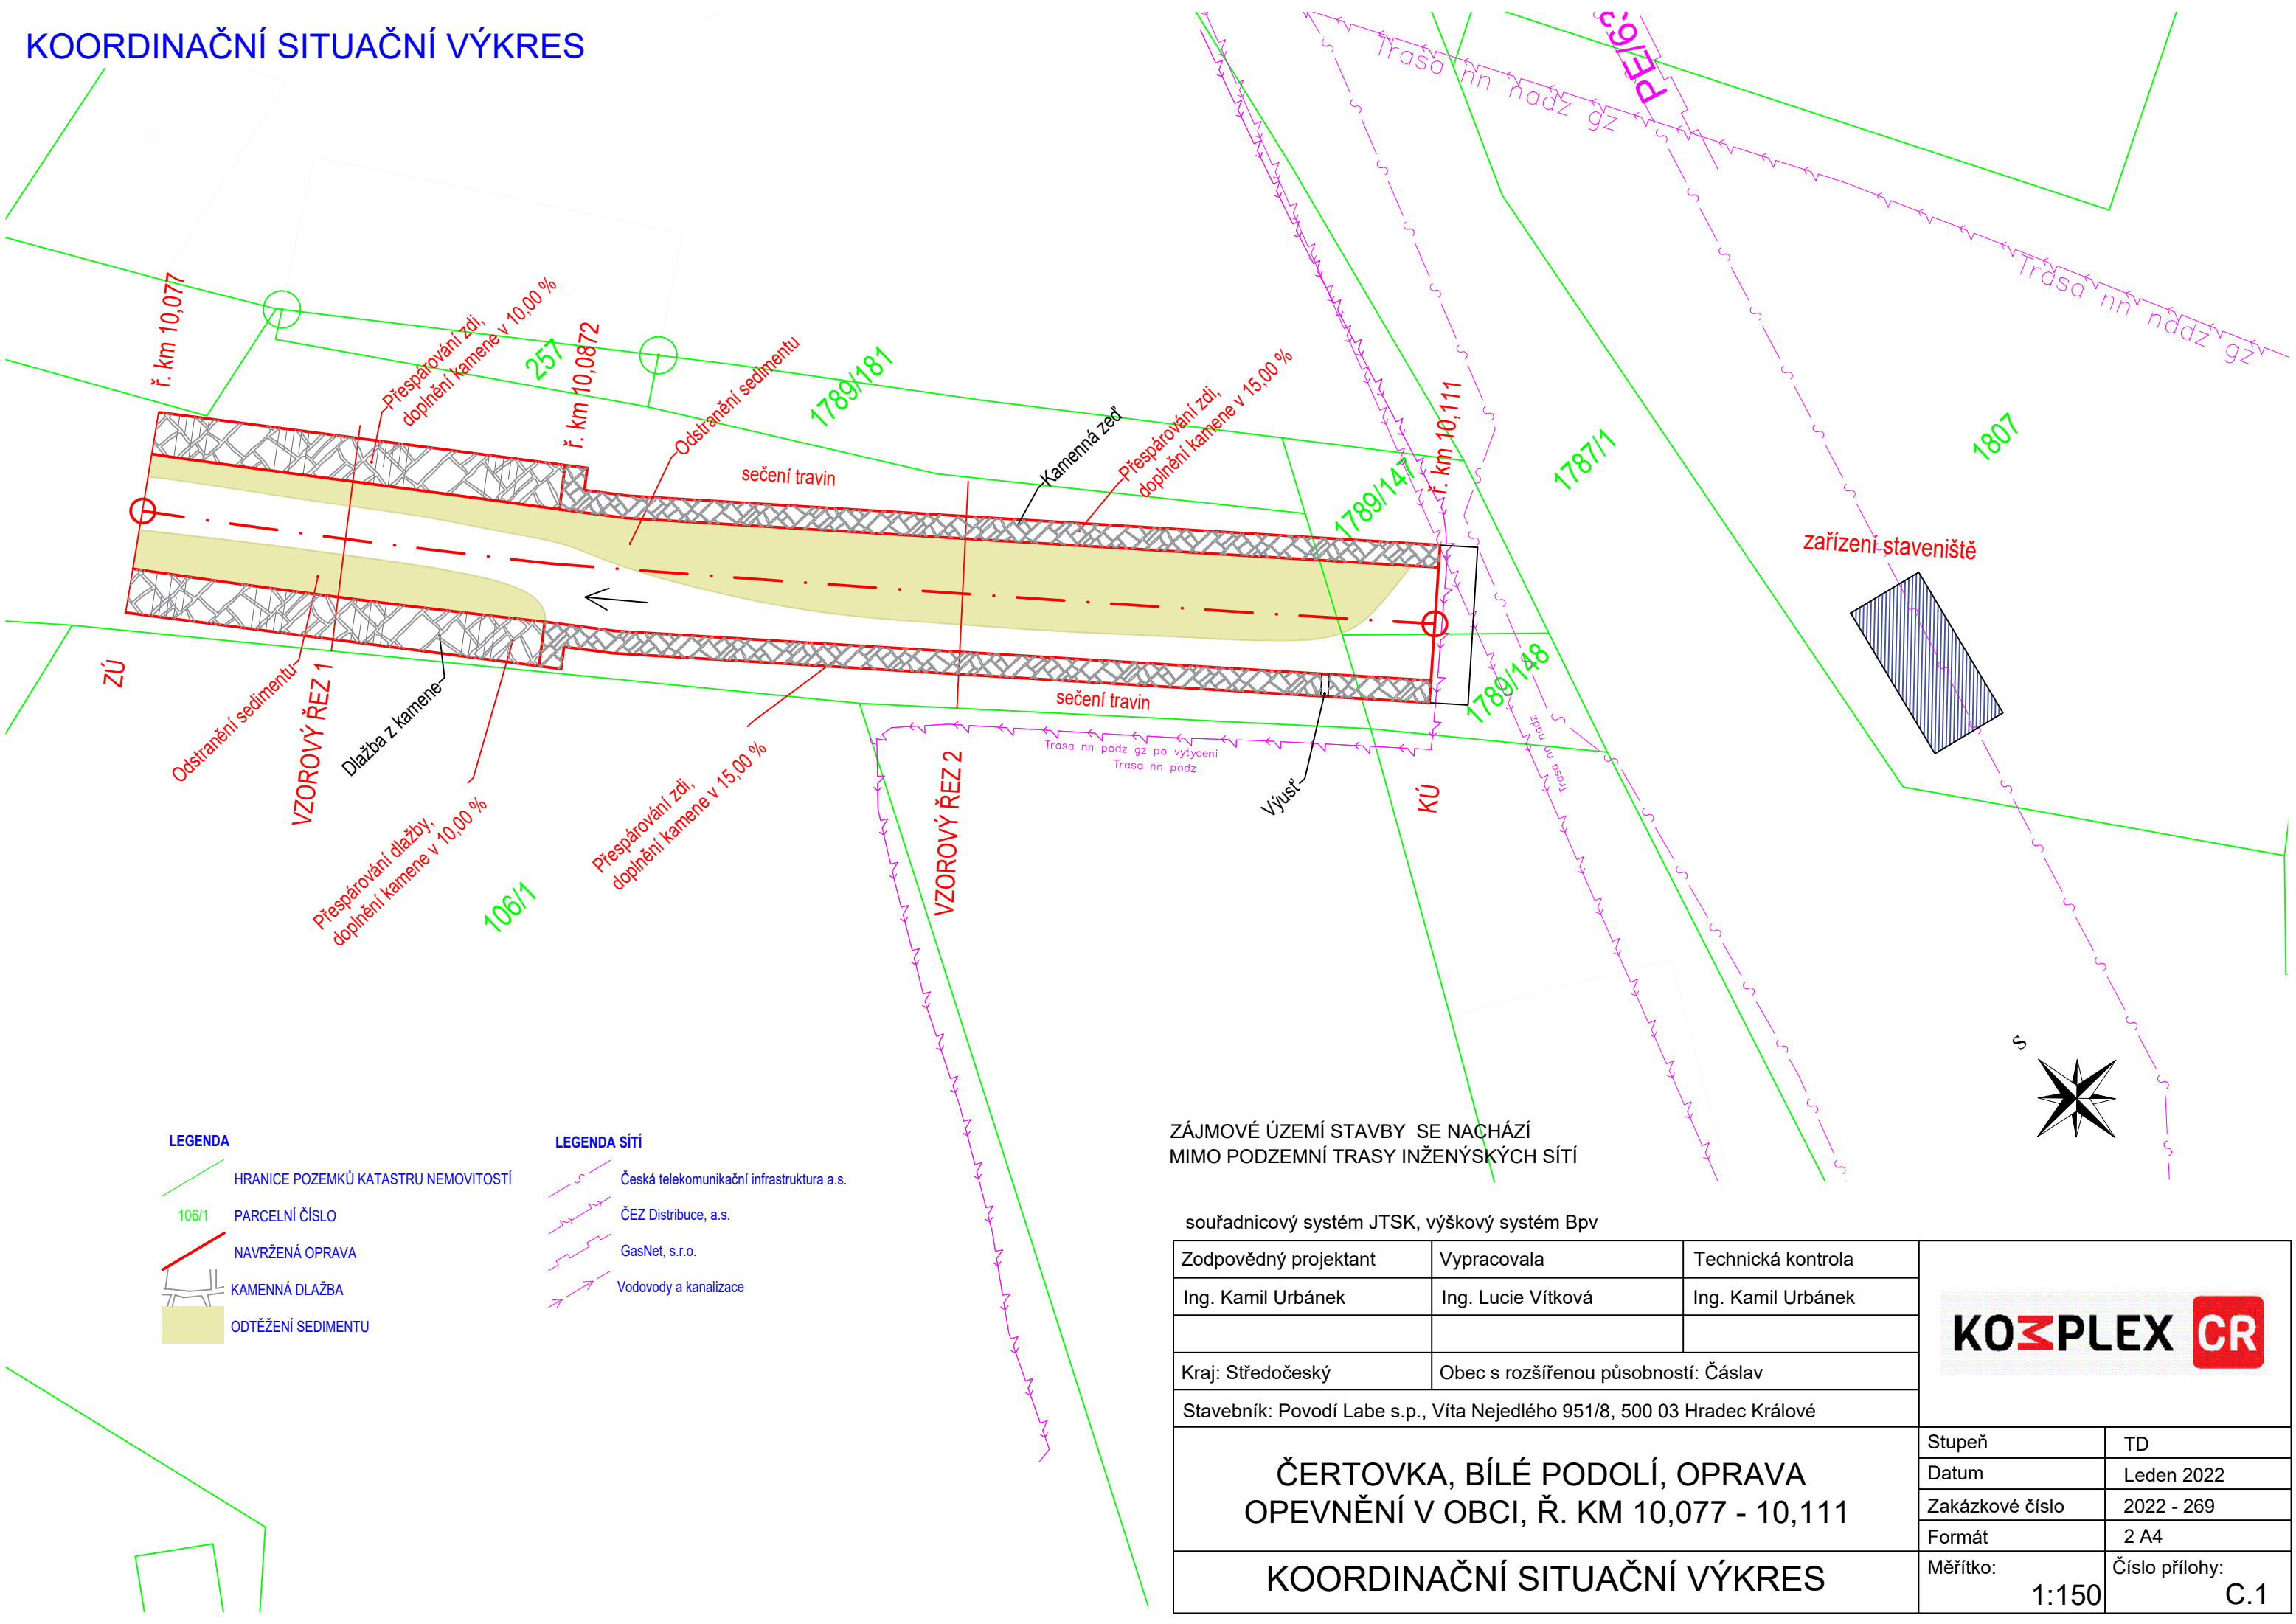 KOORDINAČNÍ SITUAČNÍ VÝKRES
PE/63
Trasa nn nadz gz
Trasa nn nadz gz
ř. km 10,077
Přespárování zdi,
doplnění kamene v 10,00 %
257
ř. km 10,0872
Odstranění sedimentu
1789/181
sečení travin
Kamenná zeď
Přespárování zdi,
doplnění kamene v 15,00 %
1789/147
ř. km 10,111
1787/1
1807
zařízení staveniště
ZÚ
Odstranění sedimentu
VZOROVÝ ŘEZ 1
Dlažba z kamene
Přespárování dlažby,
doplnění kamene v 10,00 %
106/1
Přespárování zdi,
doplnění kamene v 15,00 %
VZOROVÝ ŘEZ 2
sečení travin
Trasa nn podz gz po vytyceni
Trasa nn podz
Výusť
KÚ
1789/148
Trasa nn nadz
S
LEGENDA
HRANICE POZEMKŮ KATASTRU NEMOVITOSTÍ
106/1 PARCELNÍ ČÍSLO
NAVRŽENÁ OPRAVA
KAMENNÁ DLAŽBA
ODTĚŽENÍ SEDIMENTU
LEGENDA SÍTÍ
Česká telekomunikační infrastruktura a.s.
ČEZ Distribuce, a.s.
GasNet, s.r.o.
Vodovody a kanalizace
ZÁJMOVÉ ÚZEMÍ STAVBY SE NACHÁZÍ
MIMO PODZEMNÍ TRASY INŽENÝSKÝCH SÍTÍ
souřadnicový systém JTSK, výškový systém Bpv
Zodpovědný projektant Vypracovala Technická kontrola
Ing. Kamil Urbánek Ing. Lucie Vítková Ing. Kamil Urbánek
Kraj: Středočeský Obec s rozšířenou působností: Čáslav
Stavebník: Povodí Labe s.p., Víta Nejedlého 951/8, 500 03 Hradec Králové
KOMPLEX CR
ČERTOVKA, BÍLÉ PODOLÍ, OPRAVA
OPEVNĚNÍ V OBCI, Ř. KM 10,077 - 10,111
KOORDINAČNÍ SITUAČNÍ VÝKRES
Stupeň TD
Datum Leden 2022
Zakázkové číslo 2022 - 269
Formát 2 A4
Měřítko: 1:150
Číslo přílohy: C.1